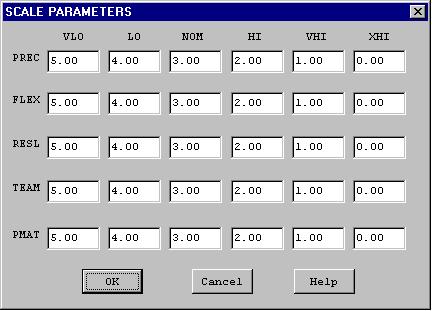 SCALE PARAMETERS
VLO LO NOM HI VHI XHI
PREC 5.00 4.00 3.00 2.00 1.00 0.00
FLEX 5.00 4.00 3.00 2.00 1.00 0.00
RESL 5.00 4.00 3.00 2.00 1.00 0.00
TEAM 5.00 4.00 3.00 2.00 1.00 0.00
PMAT 5.00 4.00 3.00 2.00 1.00 0.00
OK Cancel Help